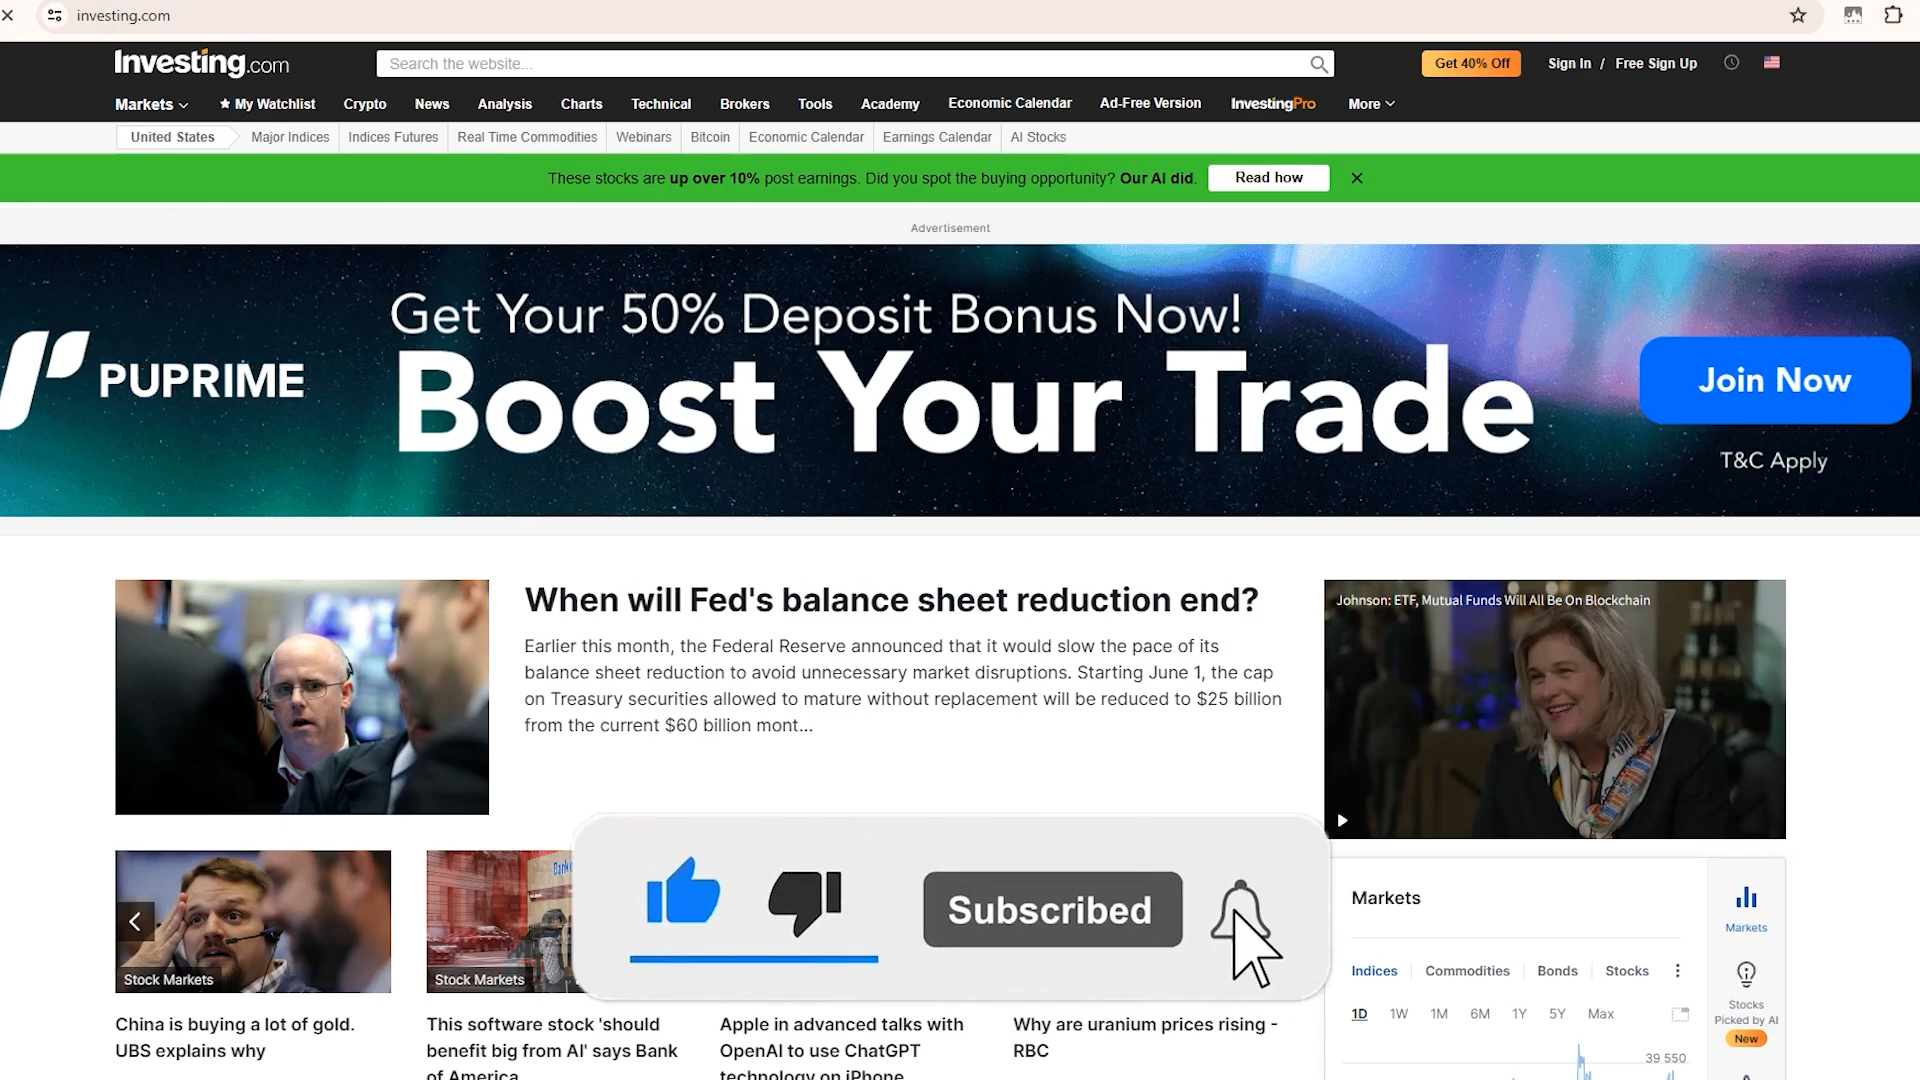 investing.com
Investing.com
Search the website...
Get 40% Off
Sign In / Free Sign Up
Markets
My Watchlist
Crypto
News
Analysis
Charts
Technical
Brokers
Tools
Academy
Economic Calendar
Ad-Free Version
InvestingPro
More
United States
Major Indices
Indices Futures
Real Time Commodities
Webinars
Bitcoin
Economic Calendar
Earnings Calendar
AI Stocks
These stocks are up over 10% post earnings. Did you spot the buying opportunity? Our AI did.
Read how
Advertisement
PUPRIME
Get Your 50% Deposit Bonus Now!
Boost Your Trade
Join Now
T&C Apply
When will Fed's balance sheet reduction end?
Earlier this month, the Federal Reserve announced that it would slow the pace of its
balance sheet reduction to avoid unnecessary market disruptions. Starting June 1, the cap
on Treasury securities allowed to mature without replacement will be reduced to $25 billion
from the current $60 billion mont...
Johnson: ETF, Mutual Funds Will All Be On Blockchain
Stock Markets
China is buying a lot of gold.
UBS explains why
Bank
Stock Markets
This software stock 'should
benefit big from AI' says Bank
of America
Apple in advanced talks with
OpenAI to use ChatGPT
technology on iPhone
Why are uranium prices rising -
RBC
Subscribed
Markets
Indices
Commodities
Bonds
Stocks
1D
1W
1M
6M
1Y
5Y
Max
39 550
Markets
Stocks
Picked by AI
New